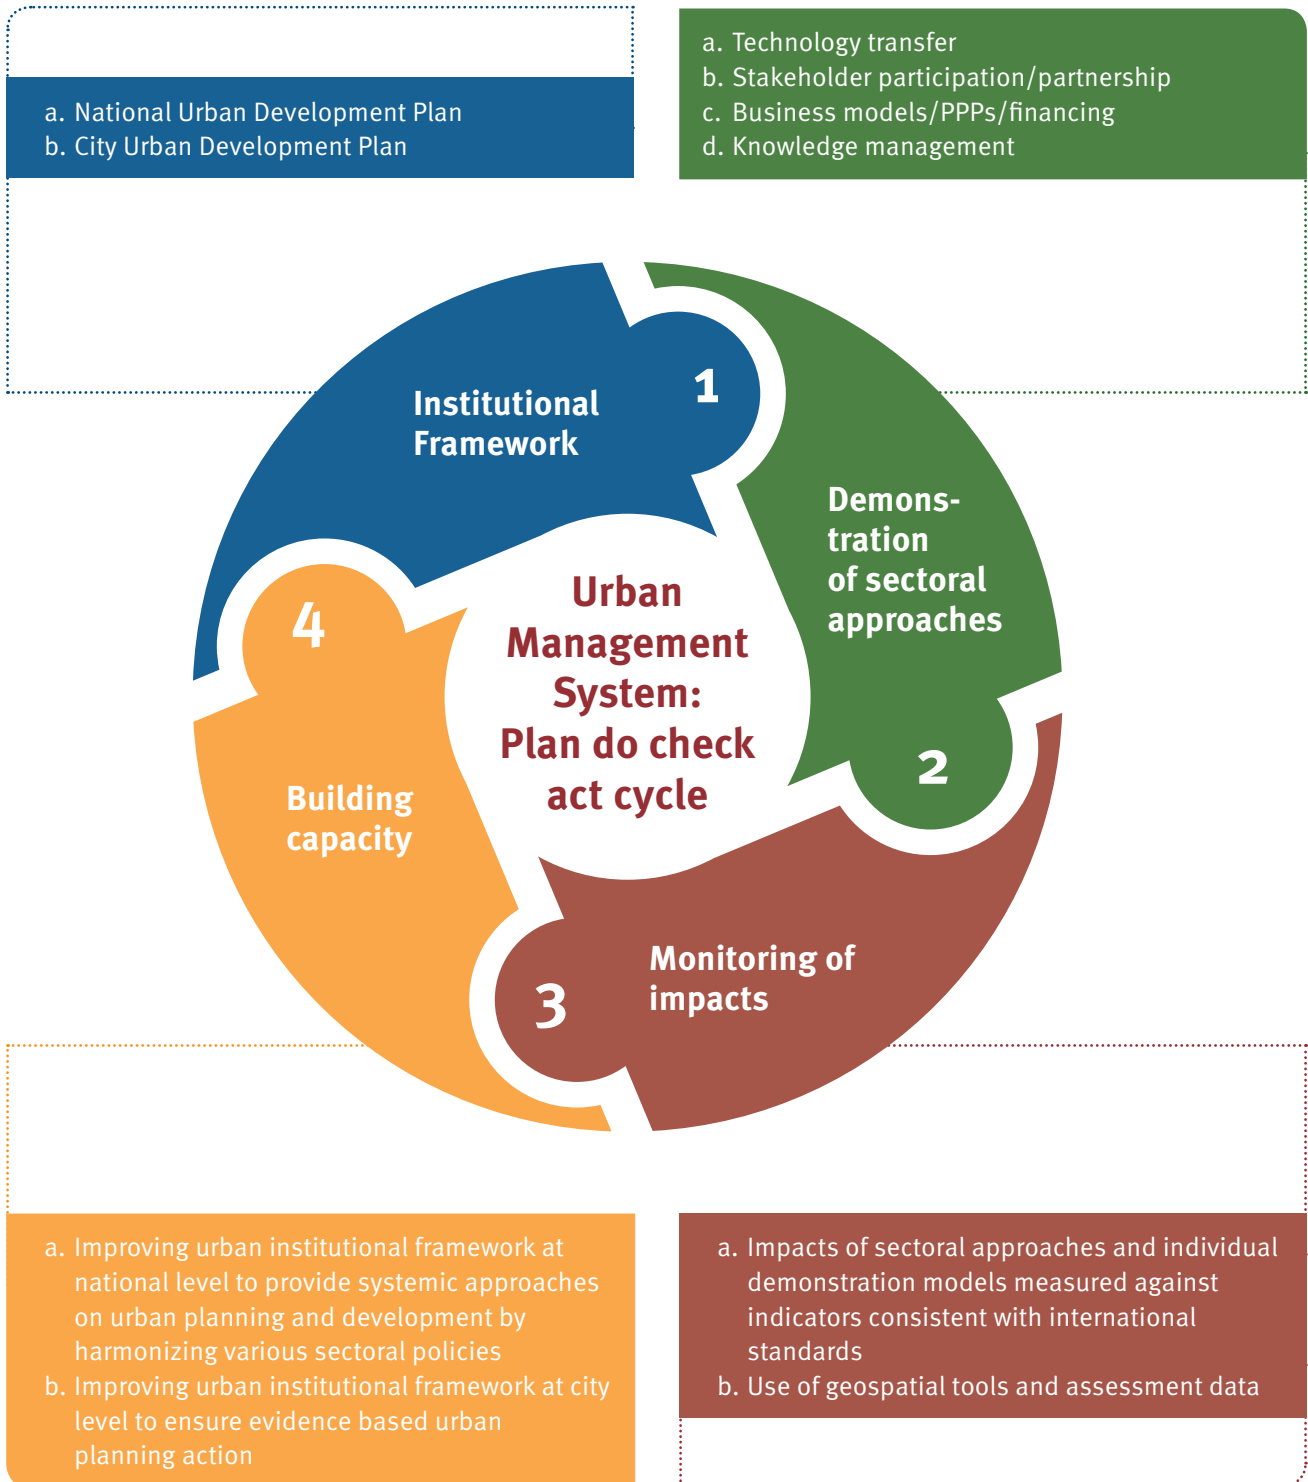 a. National Urban Development Plan
b. City Urban Development Plan
a. Technology transfer
b. Stakeholder participation/partnership
c. Business models/PPPs/financing
d. Knowledge management
Institutional
Framework
1
Demons-
tration
of sectoral
approaches
2
Urban
Management
System:
Plan do check
act cycle
4
Building
capacity
3
Monitoring of
impacts
a. Improving urban institutional framework at
national level to provide systemic approaches
on urban planning and development by
harmonizing various sectoral policies
b. Improving urban institutional framework at city
level to ensure evidence based urban
planning action
a. Impacts of sectoral approaches and individual
demonstration models measured against
indicators consistent with international
standards
b. Use of geospatial tools and assessment data